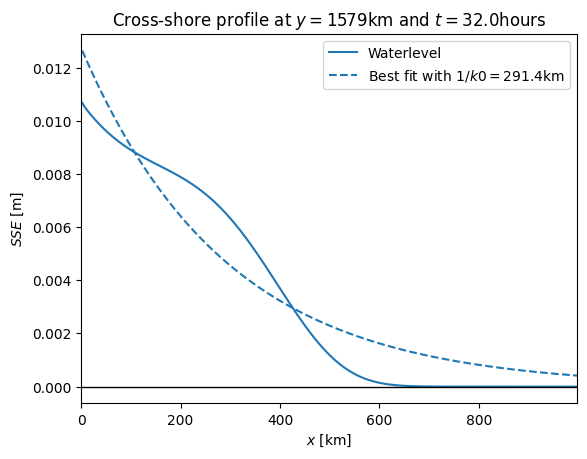 Cross-shore profile at y = 1579km and t = 32.0hours
Waterlevel
Best fit with 1/k0 = 291.4km
0.012
0.010
0.008
0.006
0.004
0.002
0.000
SSE [m]
0 200 400 600 800
x [km]